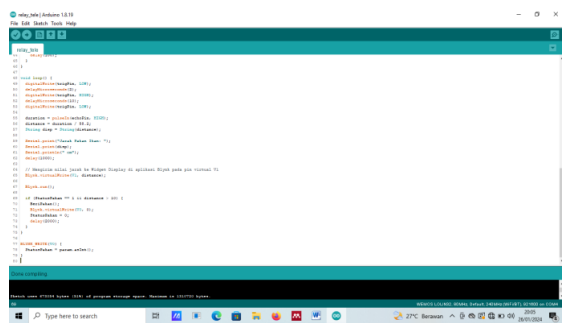 relay_tele | Arduino 1.8.19
File Edit Sketch Tools Help
relay_tele
}
}
void loop() {
digitalWrite(trigPin, LOW);
delayMicroseconds(2);
digitalWrite(trigPin, HIGH);
delayMicroseconds(10);
digitalWrite(trigPin, LOW);
duration = pulseIn(echoPin, HIGH);
distance = duration / 58.2;
String disp = String(distance);
Serial.print("Jarak Pakan Ikan: ");
Serial.print(disp);
Serial.println(" cm");
delay(1000);
// Mengirim nilai jarak ke Widget Display di aplikasi Blynk pada pin virtual V1
Blynk.virtualWrite(V1, distance);
Blynk.run();
if (StatusPakan == 1 && distance <
BeriPakan();
Blynk.virtualWrite(V0, 0);
StatusPakan = 0;
delay(2000);
}
}
BLYNK_WRITE(V0) {
StatusPakan = param.asInt();
}
Done compiling.
Type here to search
27°C Berawan
20:05
26/01/2024